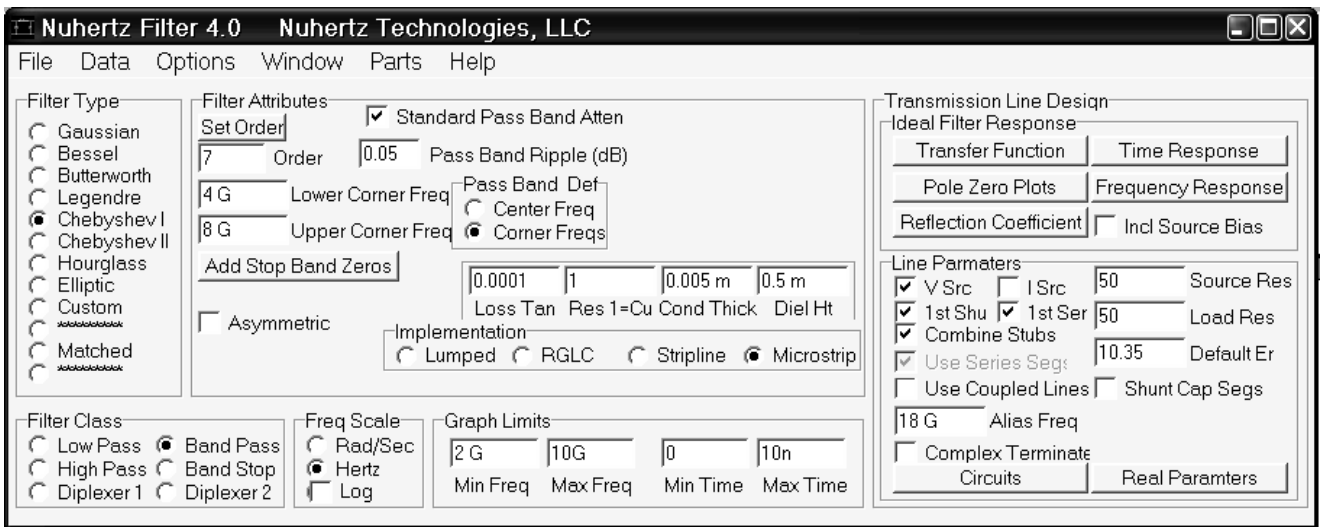 Nuhertz Filter 4.0 Nuhertz Technologies, LLC
File Data Options Window Parts Help
Filter Type
Gaussian
Bessel
Butterworth
Legendre
Chebyshev I
Chebyshev II
Hourglass
Elliptic
Custom
**********
Matched
**********
Filter Attributes
Set Order
Standard Pass Band Atten
7 Order
0.05 Pass Band Ripple (dB)
4 G Lower Corner Freq
8 G Upper Corner Freq
Pass Band Def
Center Freq
Corner Freqs
Add Stop Band Zeros
0.0001 1 0.005 m 0.5 m
Loss Tan Res 1=Cu Cond Thick Diel Ht
Asymmetric
Implementation
Lumped RGLC Stripline Microstrip
Filter Class
Low Pass Band Pass
High Pass Band Stop
Diplexer 1 Diplexer 2
Freq Scale
Rad/Sec
Hertz
Log
Graph Limits
2 G 10G 0 10n
Min Freq Max Freq Min Time Max Time
Transmission Line Design
Ideal Filter Response
Transfer Function Time Response
Pole Zero Plots Frequency Response
Reflection Coefficient Incl Source Bias
Line Parmaters
V Src I Src 50 Source Res
1st Shu 1st Ser 50 Load Res
Combine Stubs
Use Series Segs 10.35 Default Er
Use Coupled Lines Shunt Cap Segs
18 G Alias Freq
Complex Terminate
Circuits Real Paramters